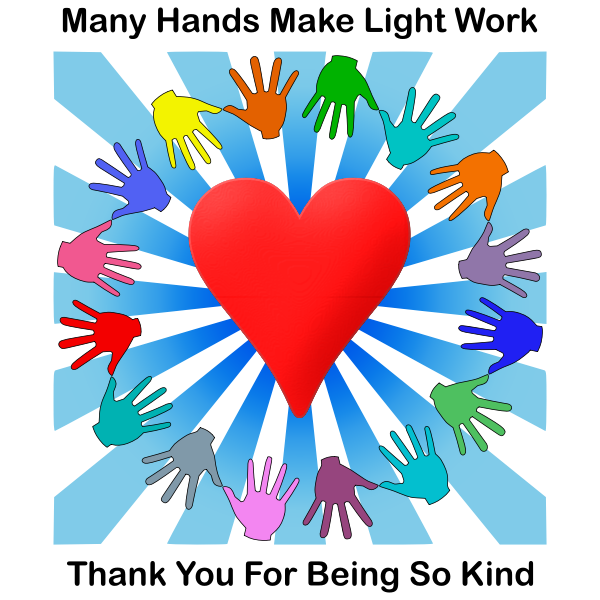 Many Hands Make Light Work
Thank You For Being So Kind